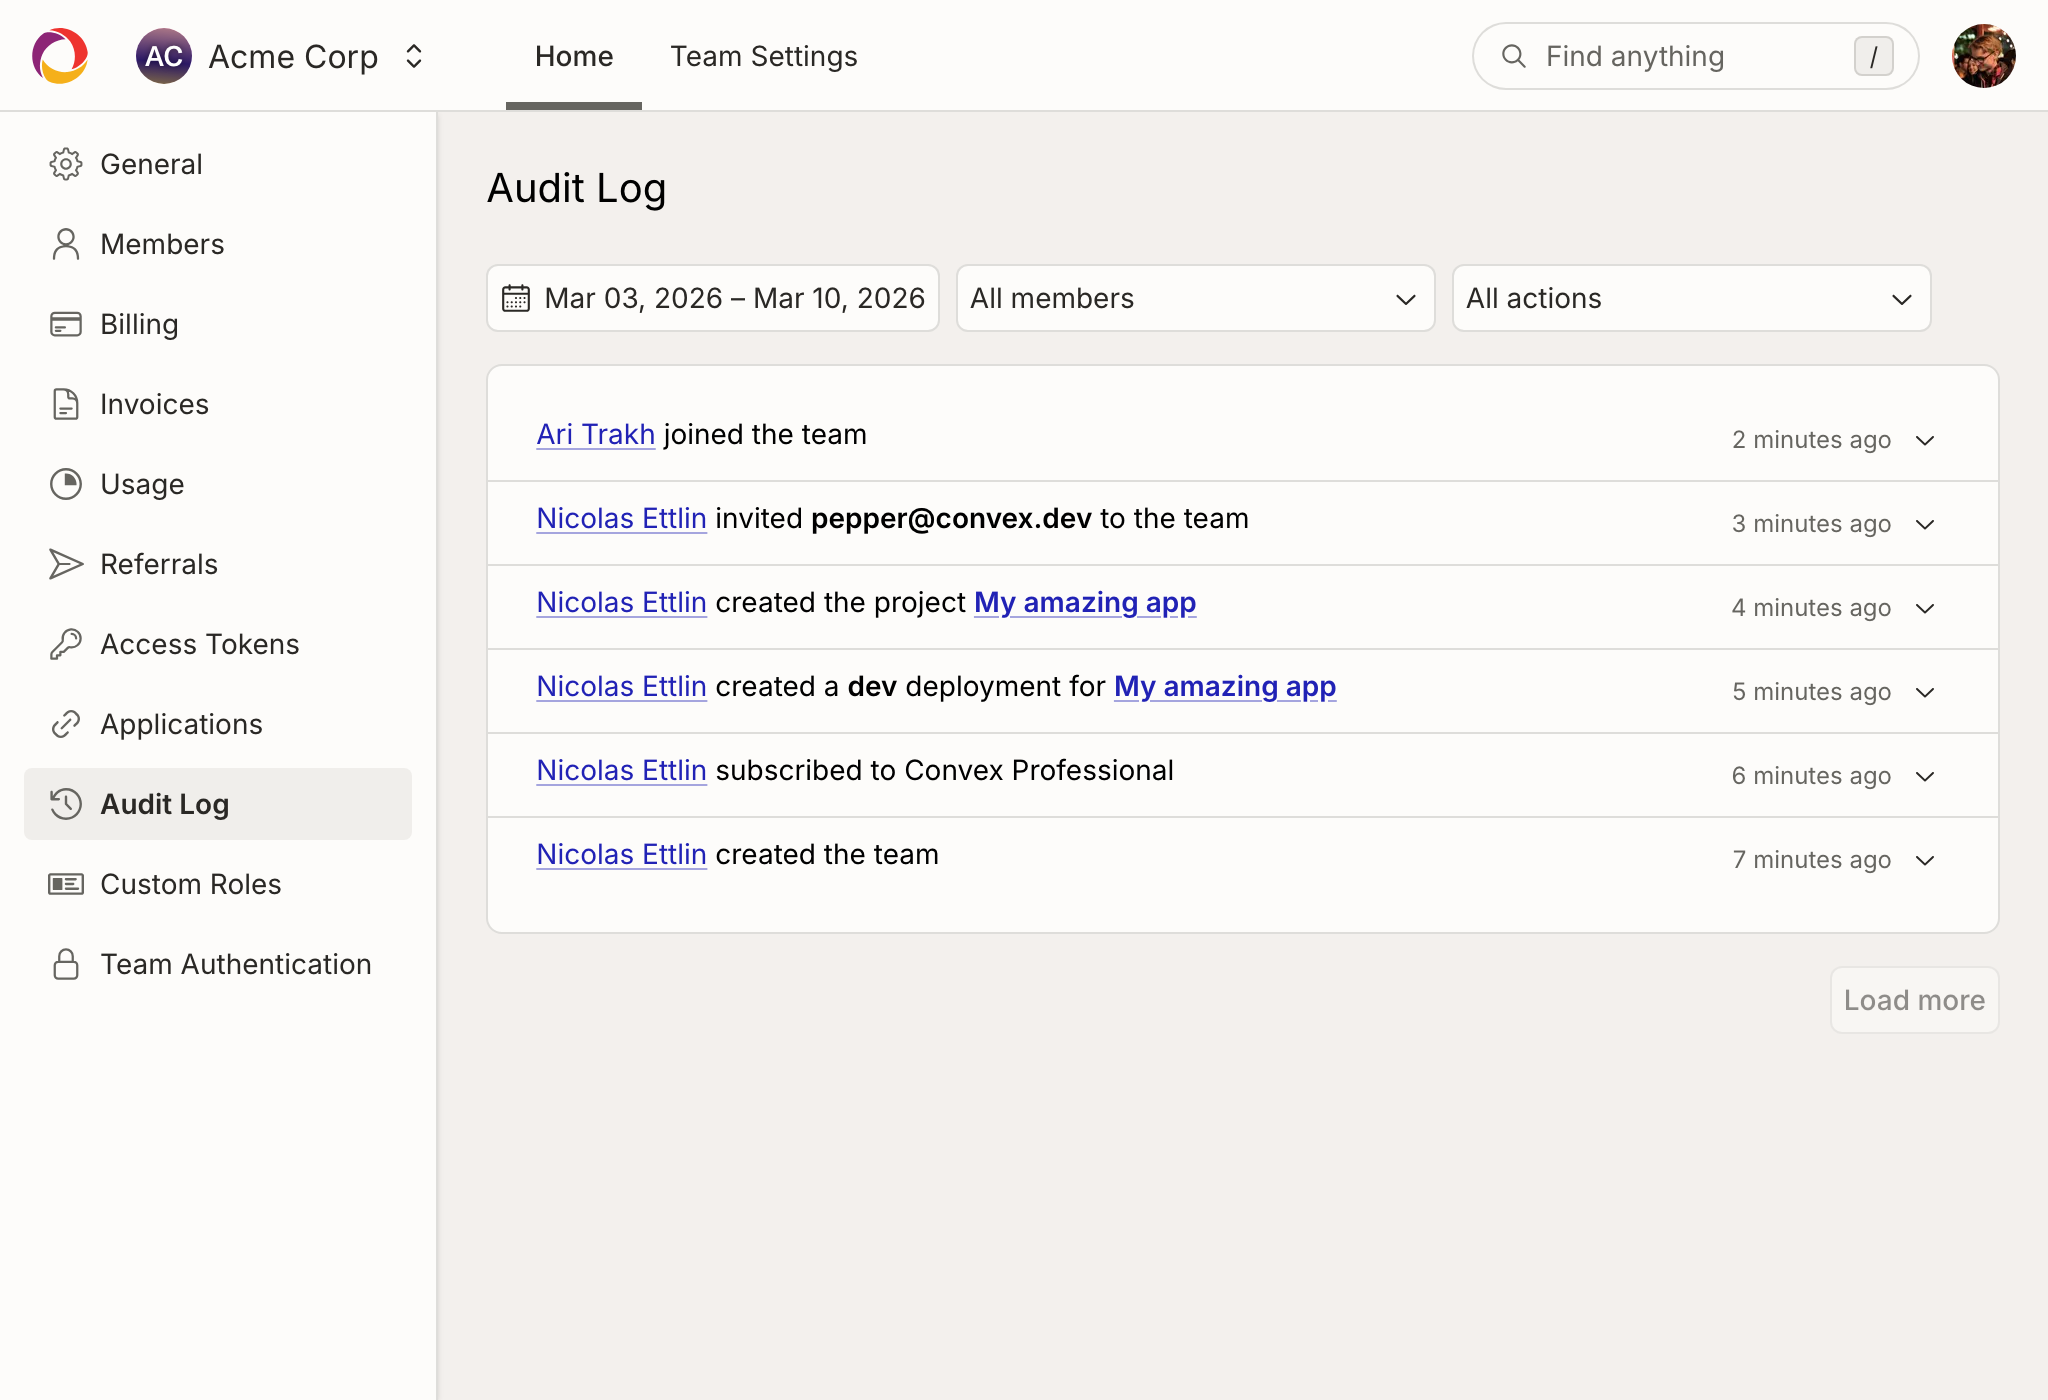 AC Acme Corp Home Team Settings Find anything /
General
Members
Billing
Invoices
Usage
Referrals
Access Tokens
Applications
Audit Log
Custom Roles
Team Authentication
Audit Log
Mar 03, 2026 – Mar 10, 2026 All members All actions
Ari Trakh joined the team 2 minutes ago
Nicolas Ettlin invited pepper@convex.dev to the team 3 minutes ago
Nicolas Ettlin created the project My amazing app 4 minutes ago
Nicolas Ettlin created a dev deployment for My amazing app 5 minutes ago
Nicolas Ettlin subscribed to Convex Professional 6 minutes ago
Nicolas Ettlin created the team 7 minutes ago
Load more